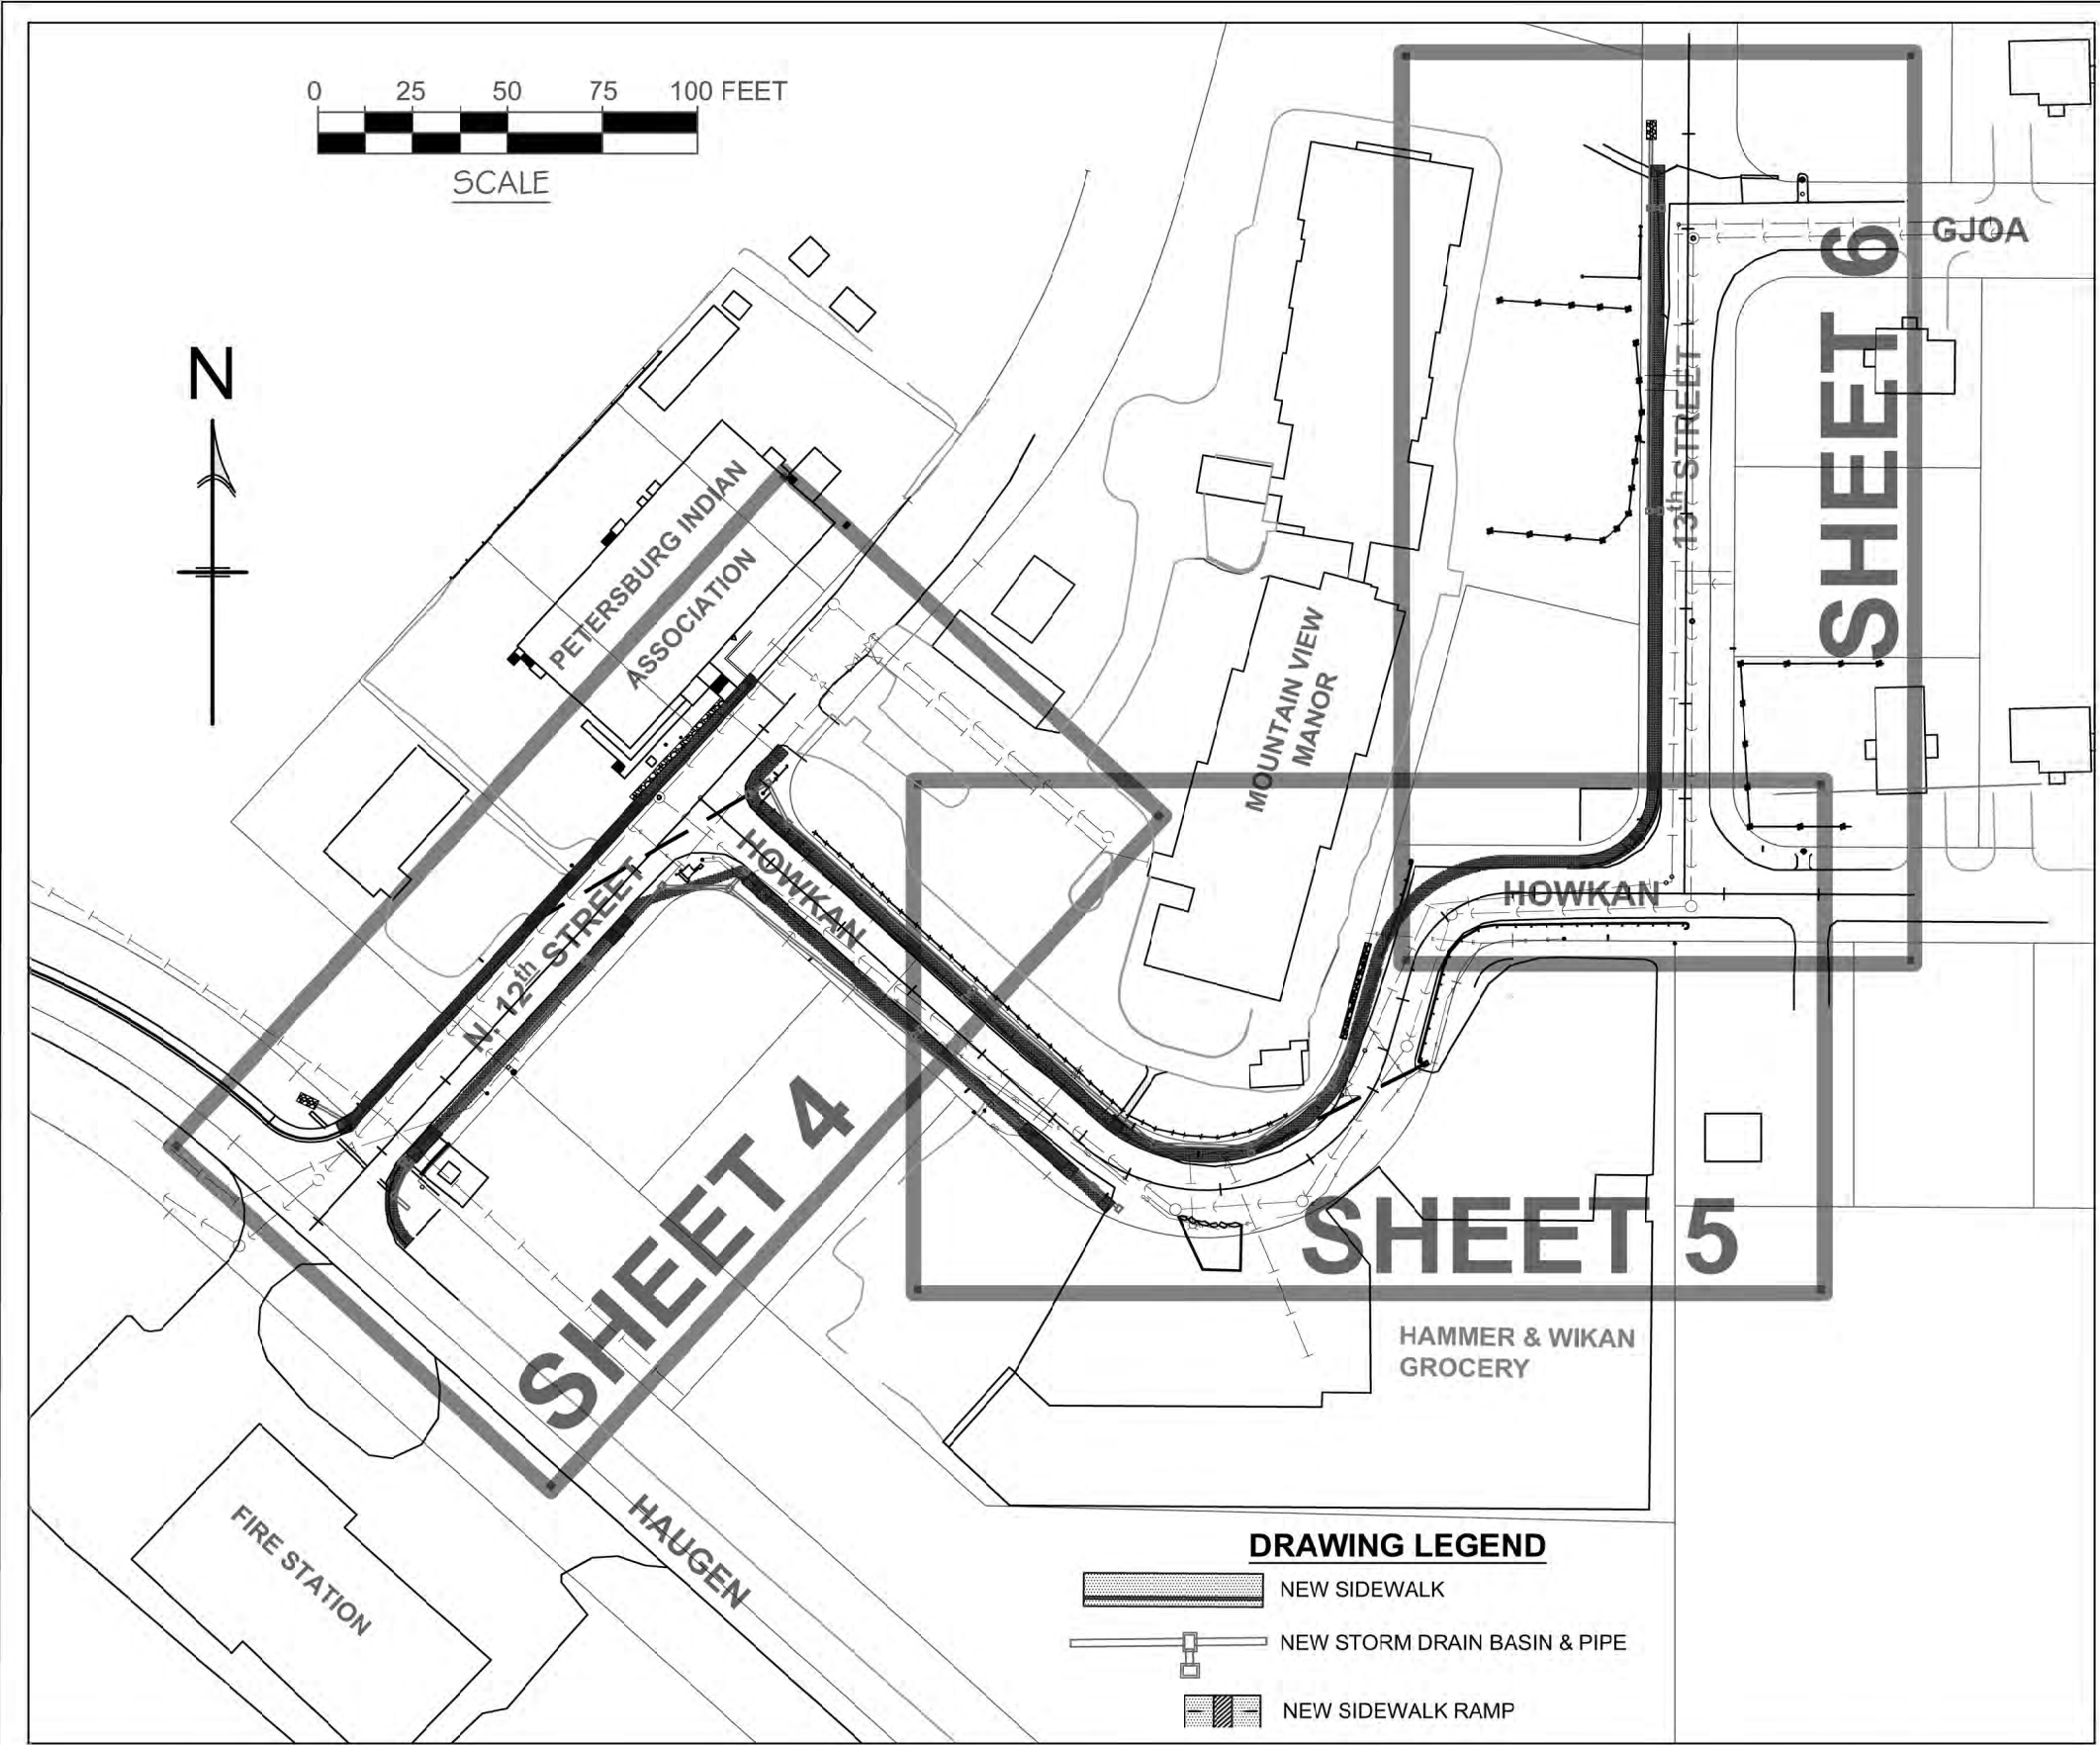 0 25 50 75 100 FEET
SCALE
N
GJOA
SHEET 6
13th STREET
PETERSBURG INDIAN
ASSOCIATION
MOUNTAIN VIEW
MANOR
HOWKAN
HOWKAN
N. 12th STREET
SHEET 4
SHEET 5
HAMMER & WIKAN
GROCERY
FIRE STATION
HAUGEN
DRAWING LEGEND
NEW SIDEWALK
NEW STORM DRAIN BASIN & PIPE
NEW SIDEWALK RAMP